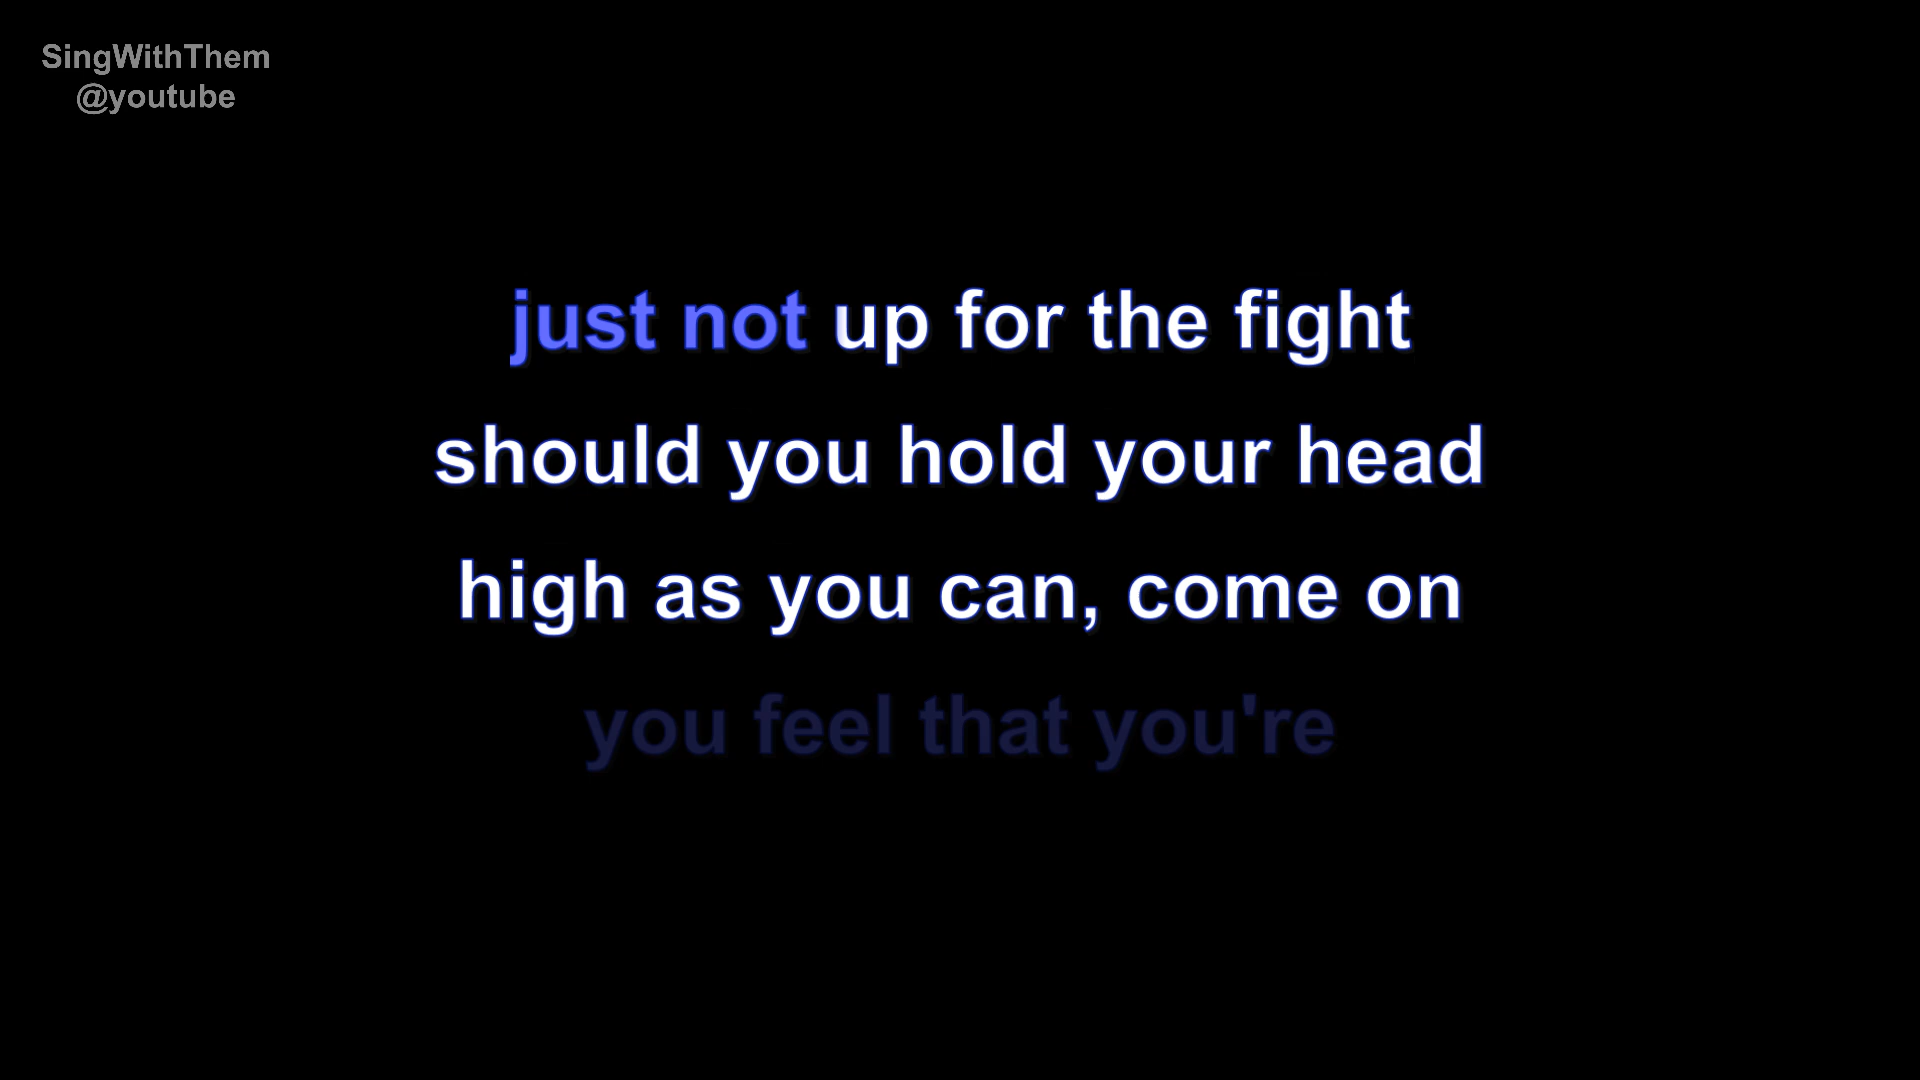 SingWithThem
@youtube
just not up for the fight
should you hold your head
high as you can, come on
you feel that you're